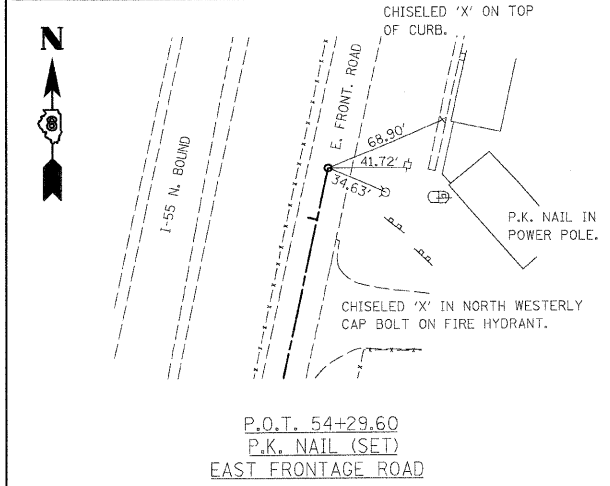 CHISELED 'X' ON TOP
OF CURB.
N
8
I-55 N. BOUND
E. FRONT. ROAD
68.90'
41.72'
34.63'
P.K. NAIL IN
POWER POLE.
CHISELED 'X' IN NORTH WESTERLY
CAP BOLT ON FIRE HYDRANT.
P.O.T. 54+29.60
P.K. NAIL (SET)
EAST FRONTAGE ROAD